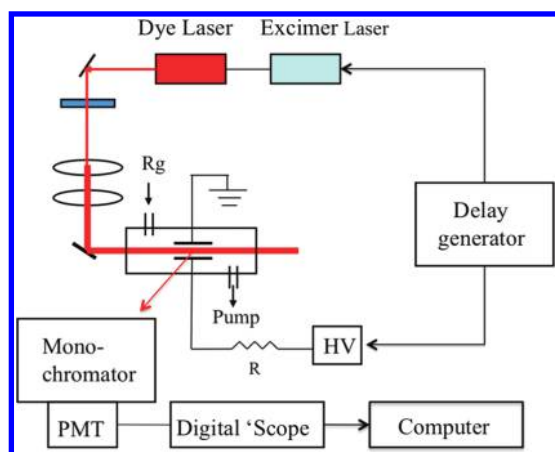 Dye Laser
Excimer Laser
Rg
Delay
generator
Pump
Mono-
chromator
R
HV
PMT
Digital ‘Scope
Computer